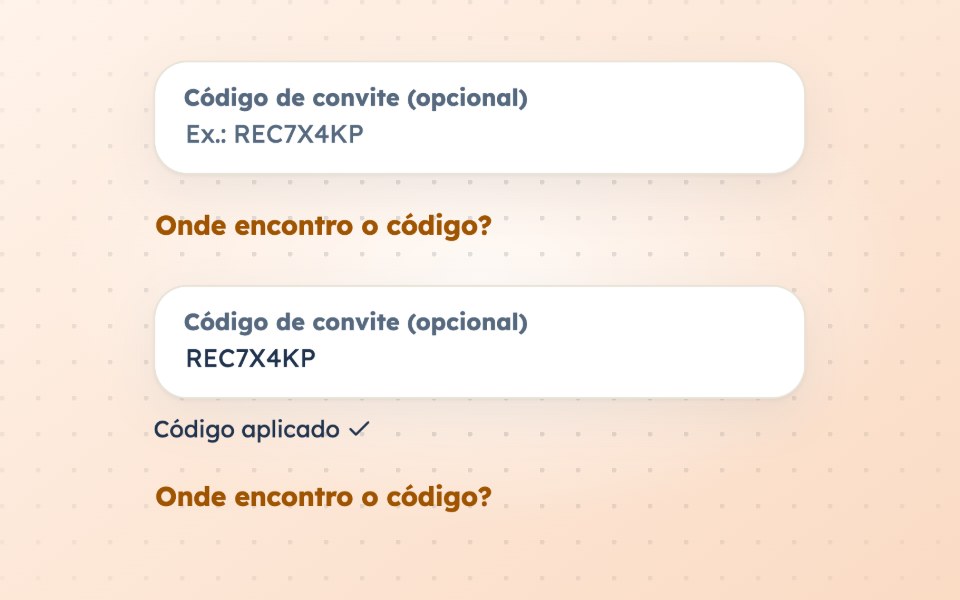 Código de convite (opcional)
Ex.: REC7X4KP
Onde encontro o código?
Código de convite (opcional)
REC7X4KP
Código aplicado ✓
Onde encontro o código?